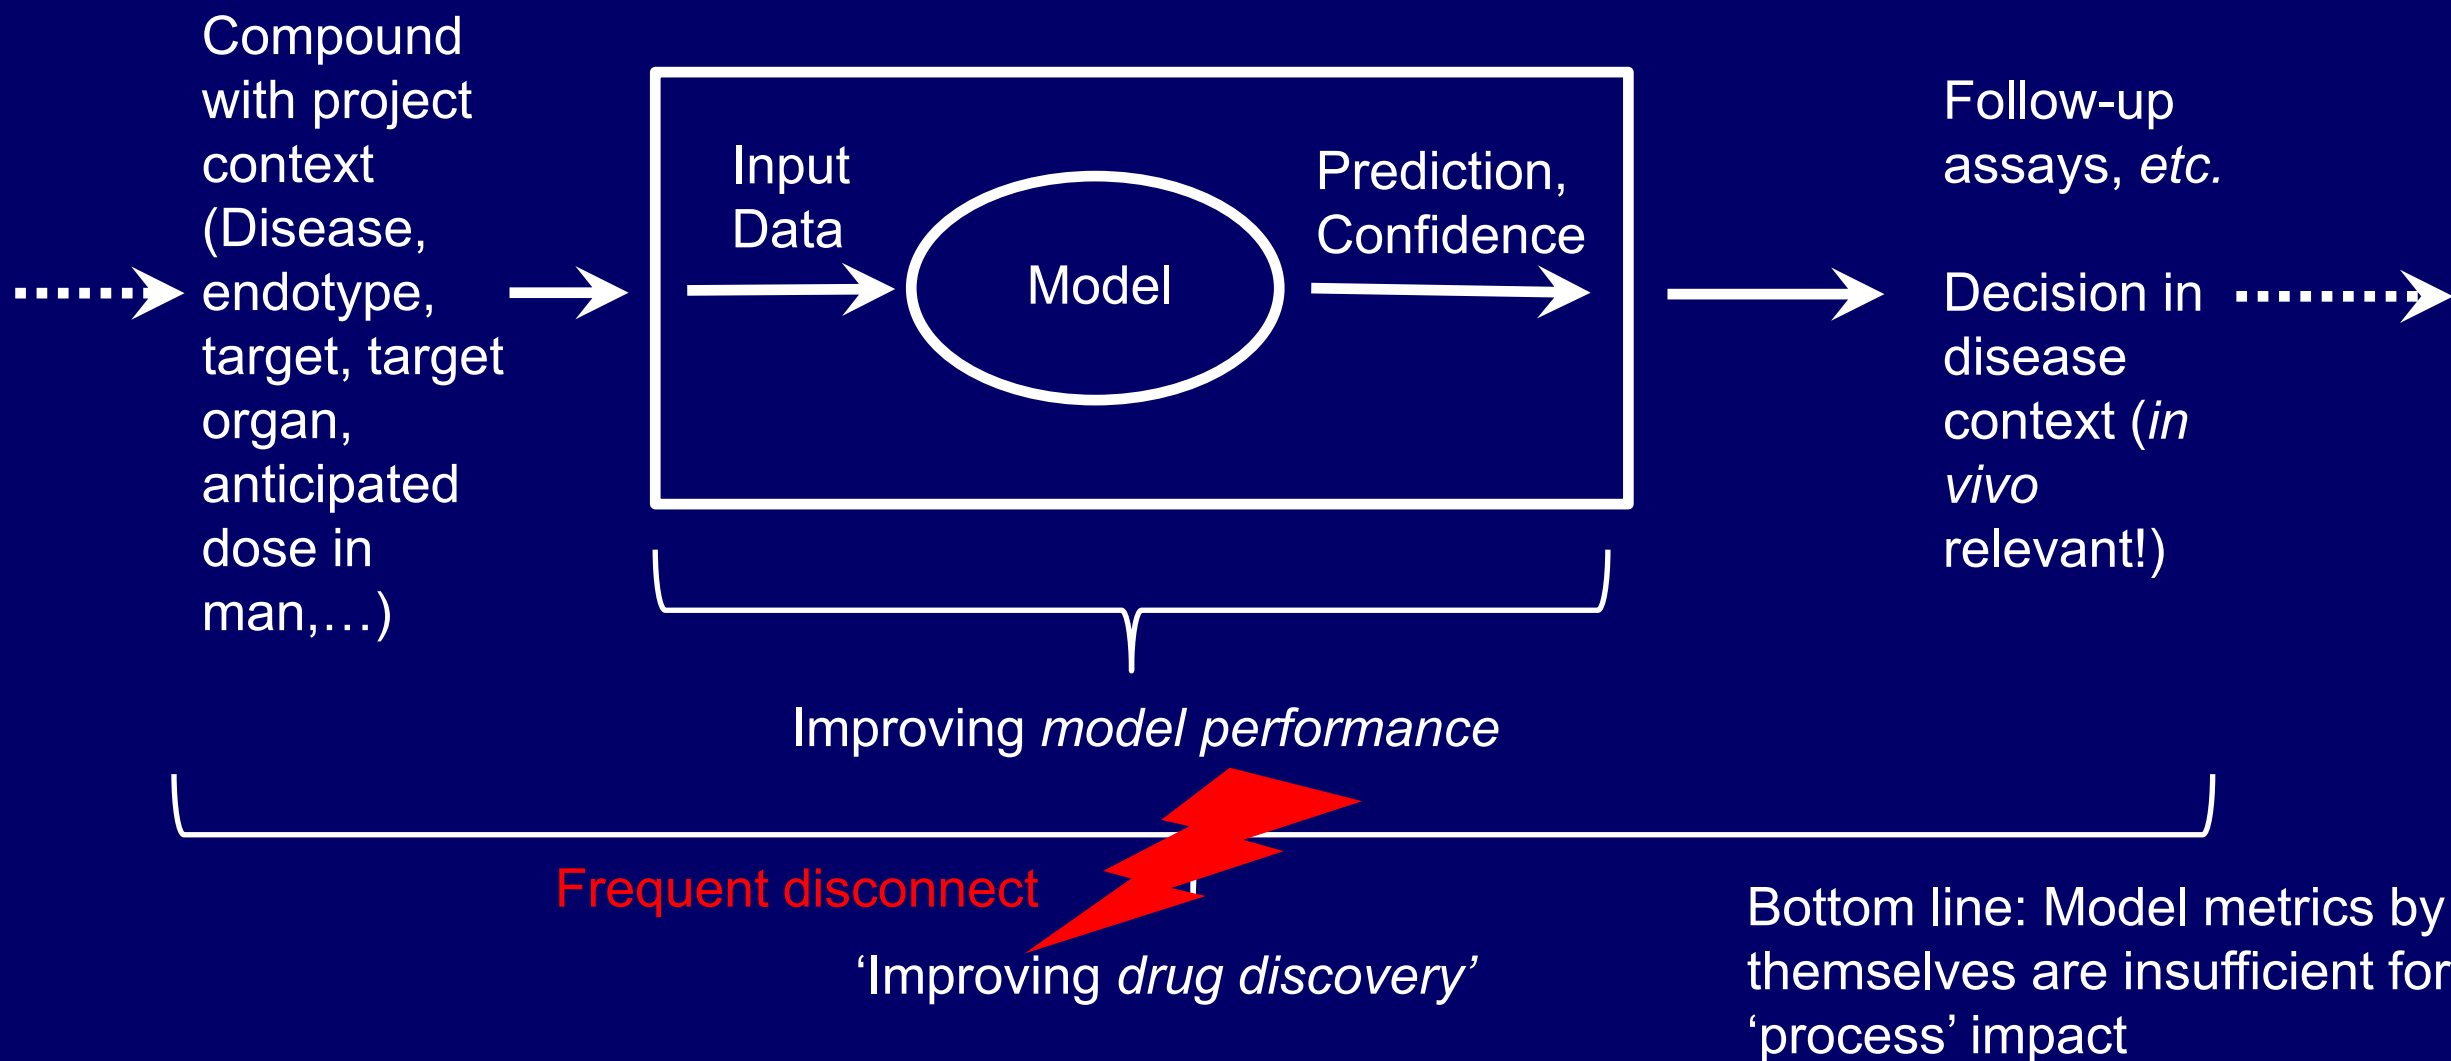 Compound
with project
context
(Disease,
endotype,
target, target
organ,
anticipated
dose in
man,…)
Input
Data
Model
Prediction,
Confidence
Follow-up
assays, etc.
Decision in
disease
context (in
vivo
relevant!)
Improving model performance
Frequent disconnect
‘Improving drug discovery’
Bottom line: Model metrics by
themselves are insufficient for
‘process’ impact